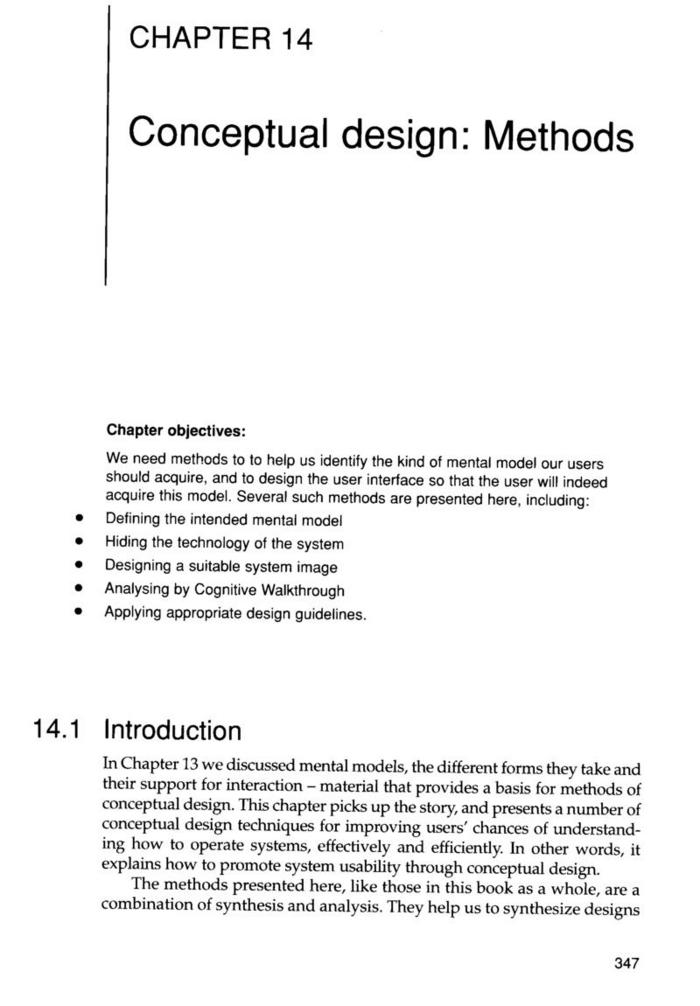 CHAPTER 14
Conceptual design: Methods
Chapter objectives:
We need methods to to help us identify the kind of mental model our users
should acquire, and to design the user interface so that the user will indeed
acquire this model. Several such methods are presented here, including:
• Defining the intended mental model
• Hiding the technology of the system
• Designing a suitable system image
• Analysing by Cognitive Walkthrough
• Applying appropriate design guidelines.
14.1 Introduction
In Chapter 13 we discussed mental models, the different forms they take and
their support for interaction – material that provides a basis for methods of
conceptual design. This chapter picks up the story, and presents a number of
conceptual design techniques for improving users' chances of understand-
ing how to operate systems, effectively and efficiently. In other words, it
explains how to promote system usability through conceptual design.
The methods presented here, like those in this book as a whole, are a
combination of synthesis and analysis. They help us to synthesize designs
347